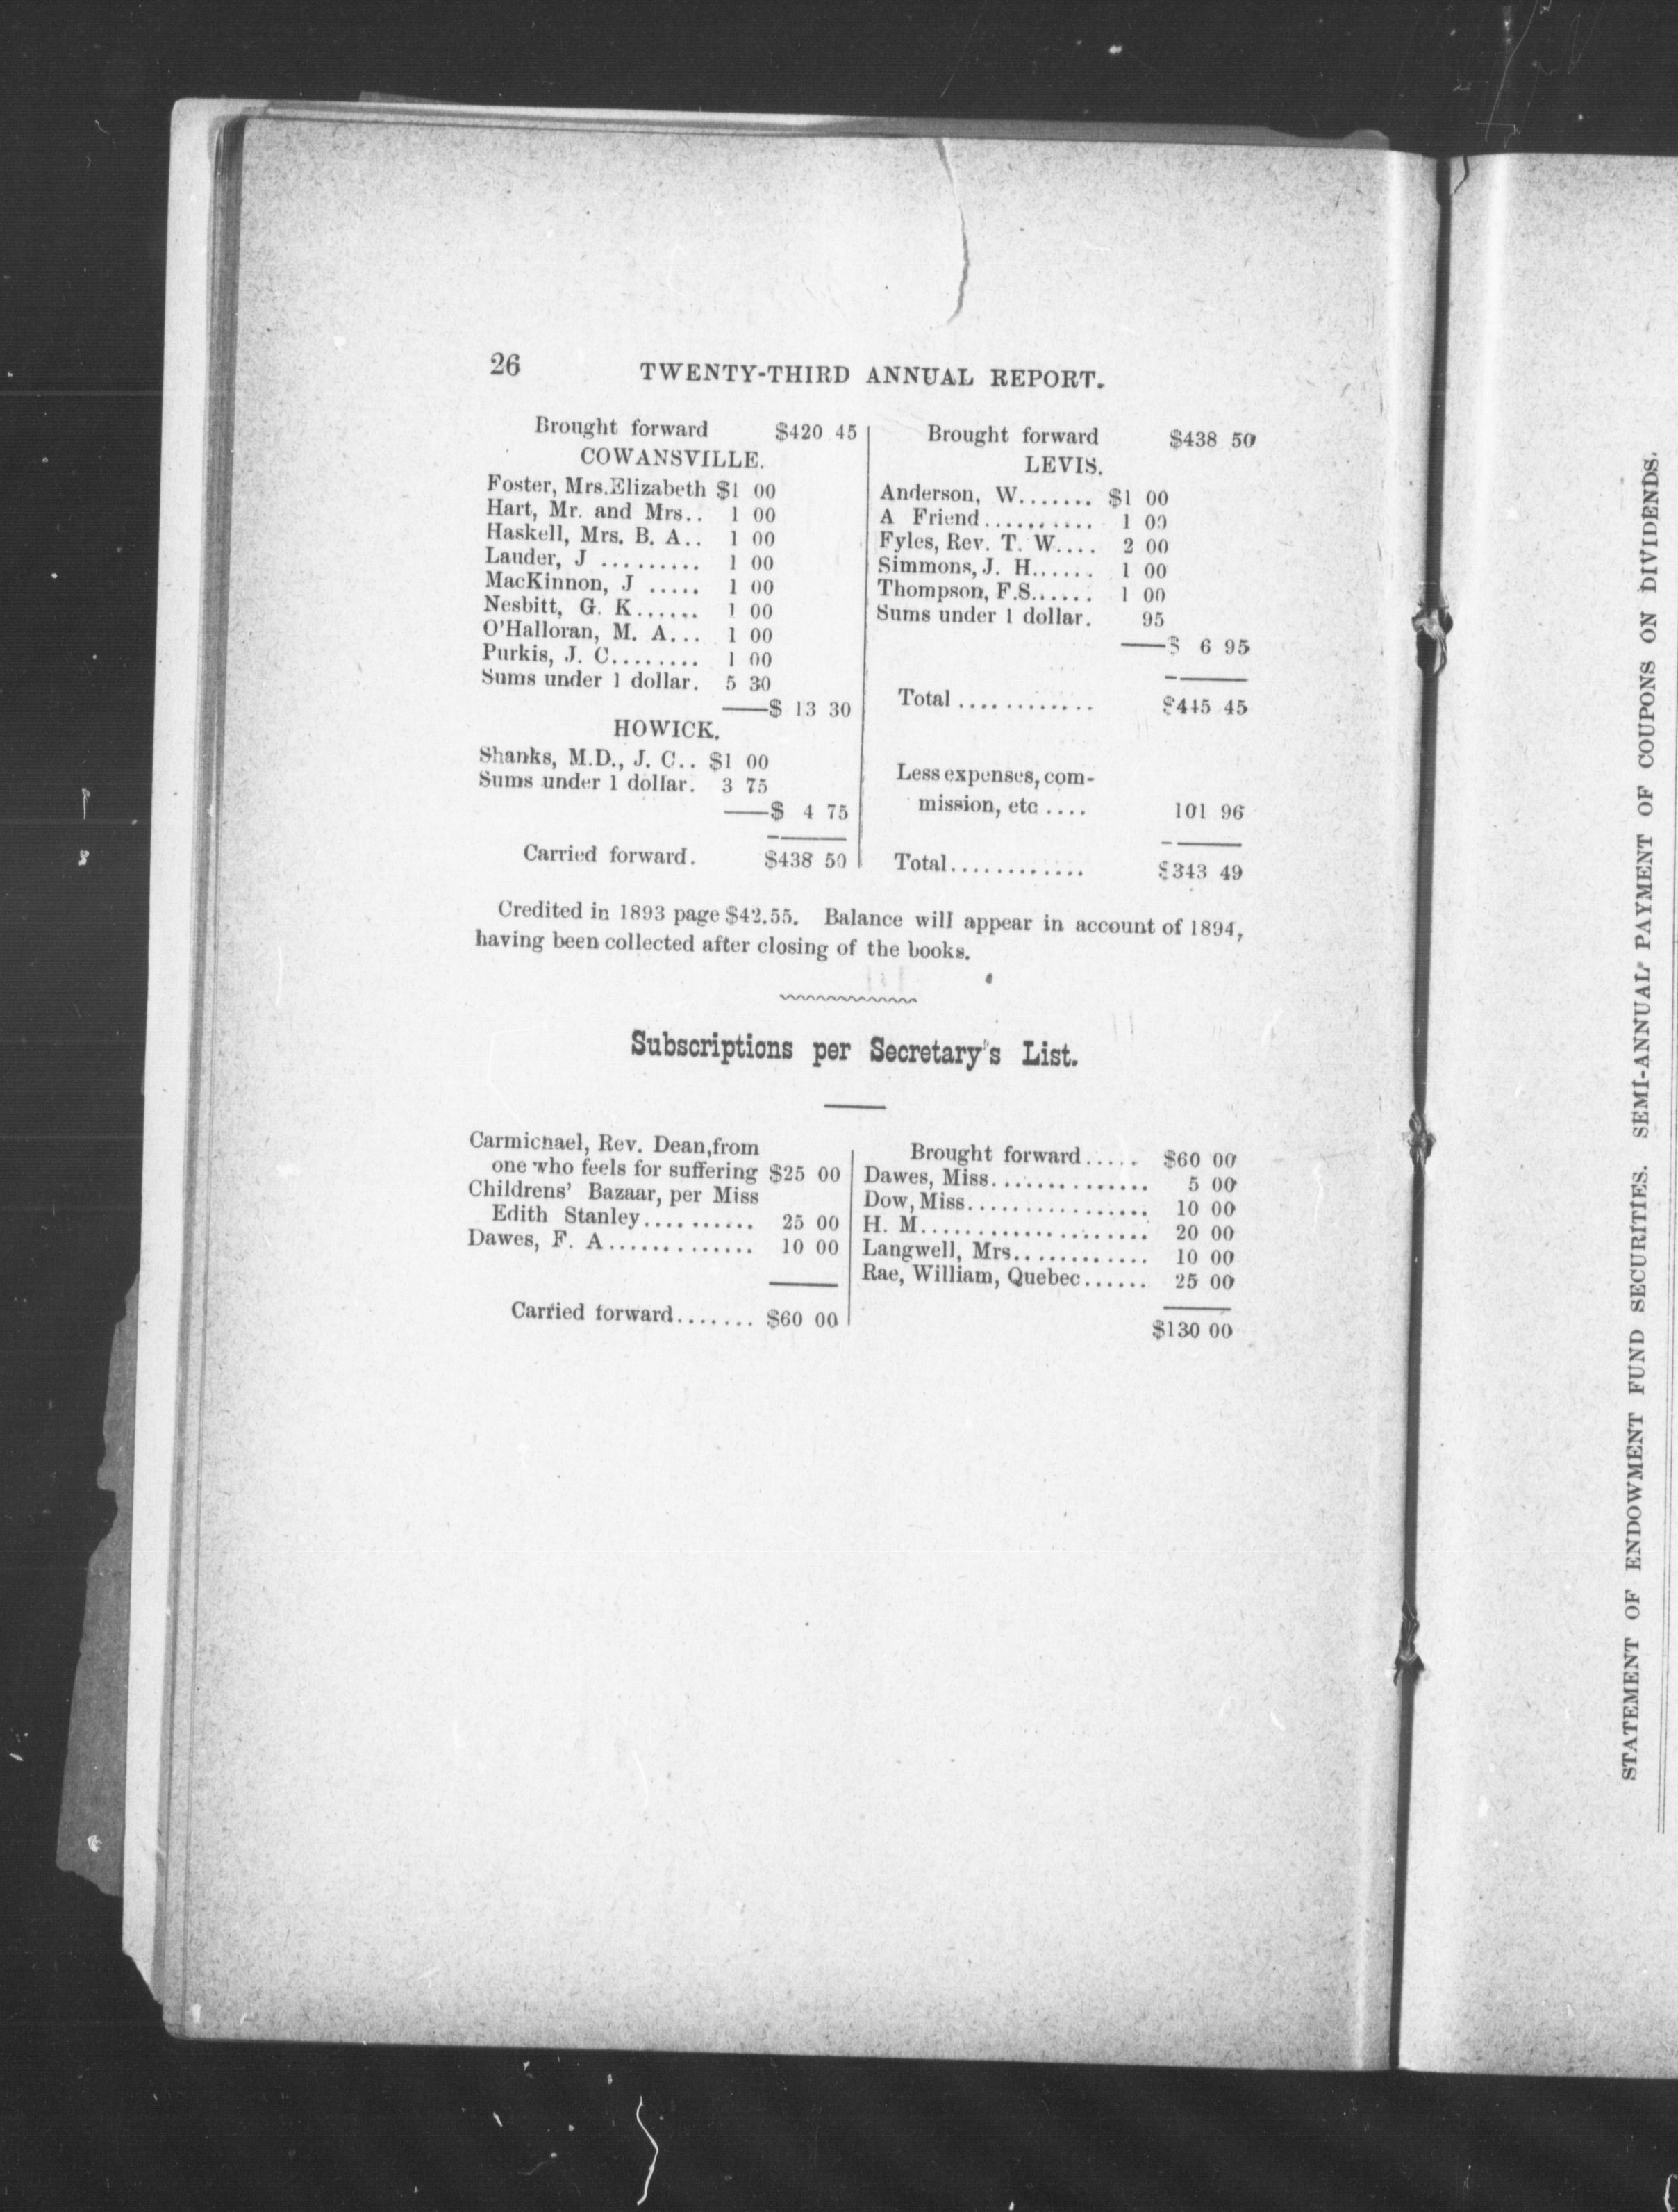 26 TWENTY-THIRD ANNUAL REPORT.
Brought forward $420 45
COWANSVILLE.
Foster, Mrs. Elizabeth $1 00
Hart, Mr. and Mrs.. 1 00
Haskell, Mrs. B. A.. 1 00
Lauder, J ......... 1 00
MacKinnon, J ..... 1 00
Nesbitt, G. K...... 1 00
O'Halloran, M. A... 1 00
Purkis, J. C........ 1 00
Sums under 1 dollar. 5 30
——$ 13 30
HOWICK.
Shanks, M.D., J. C.. $1 00
Sums under 1 dollar. 3 75
——$ 4 75
Carried forward. $438 50
Brought forward $438 50
LEVIS.
Anderson, W....... $1 00
A Friend.......... 1 00
Fyles, Rev. T. W.... 2 00
Simmons, J. H...... 1 00
Thompson, F.S...... 1 00
Sums under 1 dollar. 95
——$ 6 95
Total ............ $445 45
Less expenses, com-
mission, etc .... 101 96
Total............ $343 49
Credited in 1893 page $42.55. Balance will appear in account of 1894,
having been collected after closing of the books.
Subscriptions per Secretary's List.
Carmichael, Rev. Dean, from
one who feels for suffering $25 00
Childrens' Bazaar, per Miss
Edith Stanley.......... 25 00
Dawes, F. A............. 10 00
Carried forward....... $60 00
Brought forward..... $60 00
Dawes, Miss.............. 5 00
Dow, Miss................ 10 00
H. M.................... 20 00
Langwell, Mrs............ 10 00
Rae, William, Quebec...... 25 00
$130 00
STATEMENT OF ENDOWMENT FUND SECURITIES. SEMI-ANNUAL PAYMENT OF COUPONS ON DIVIDENDS.